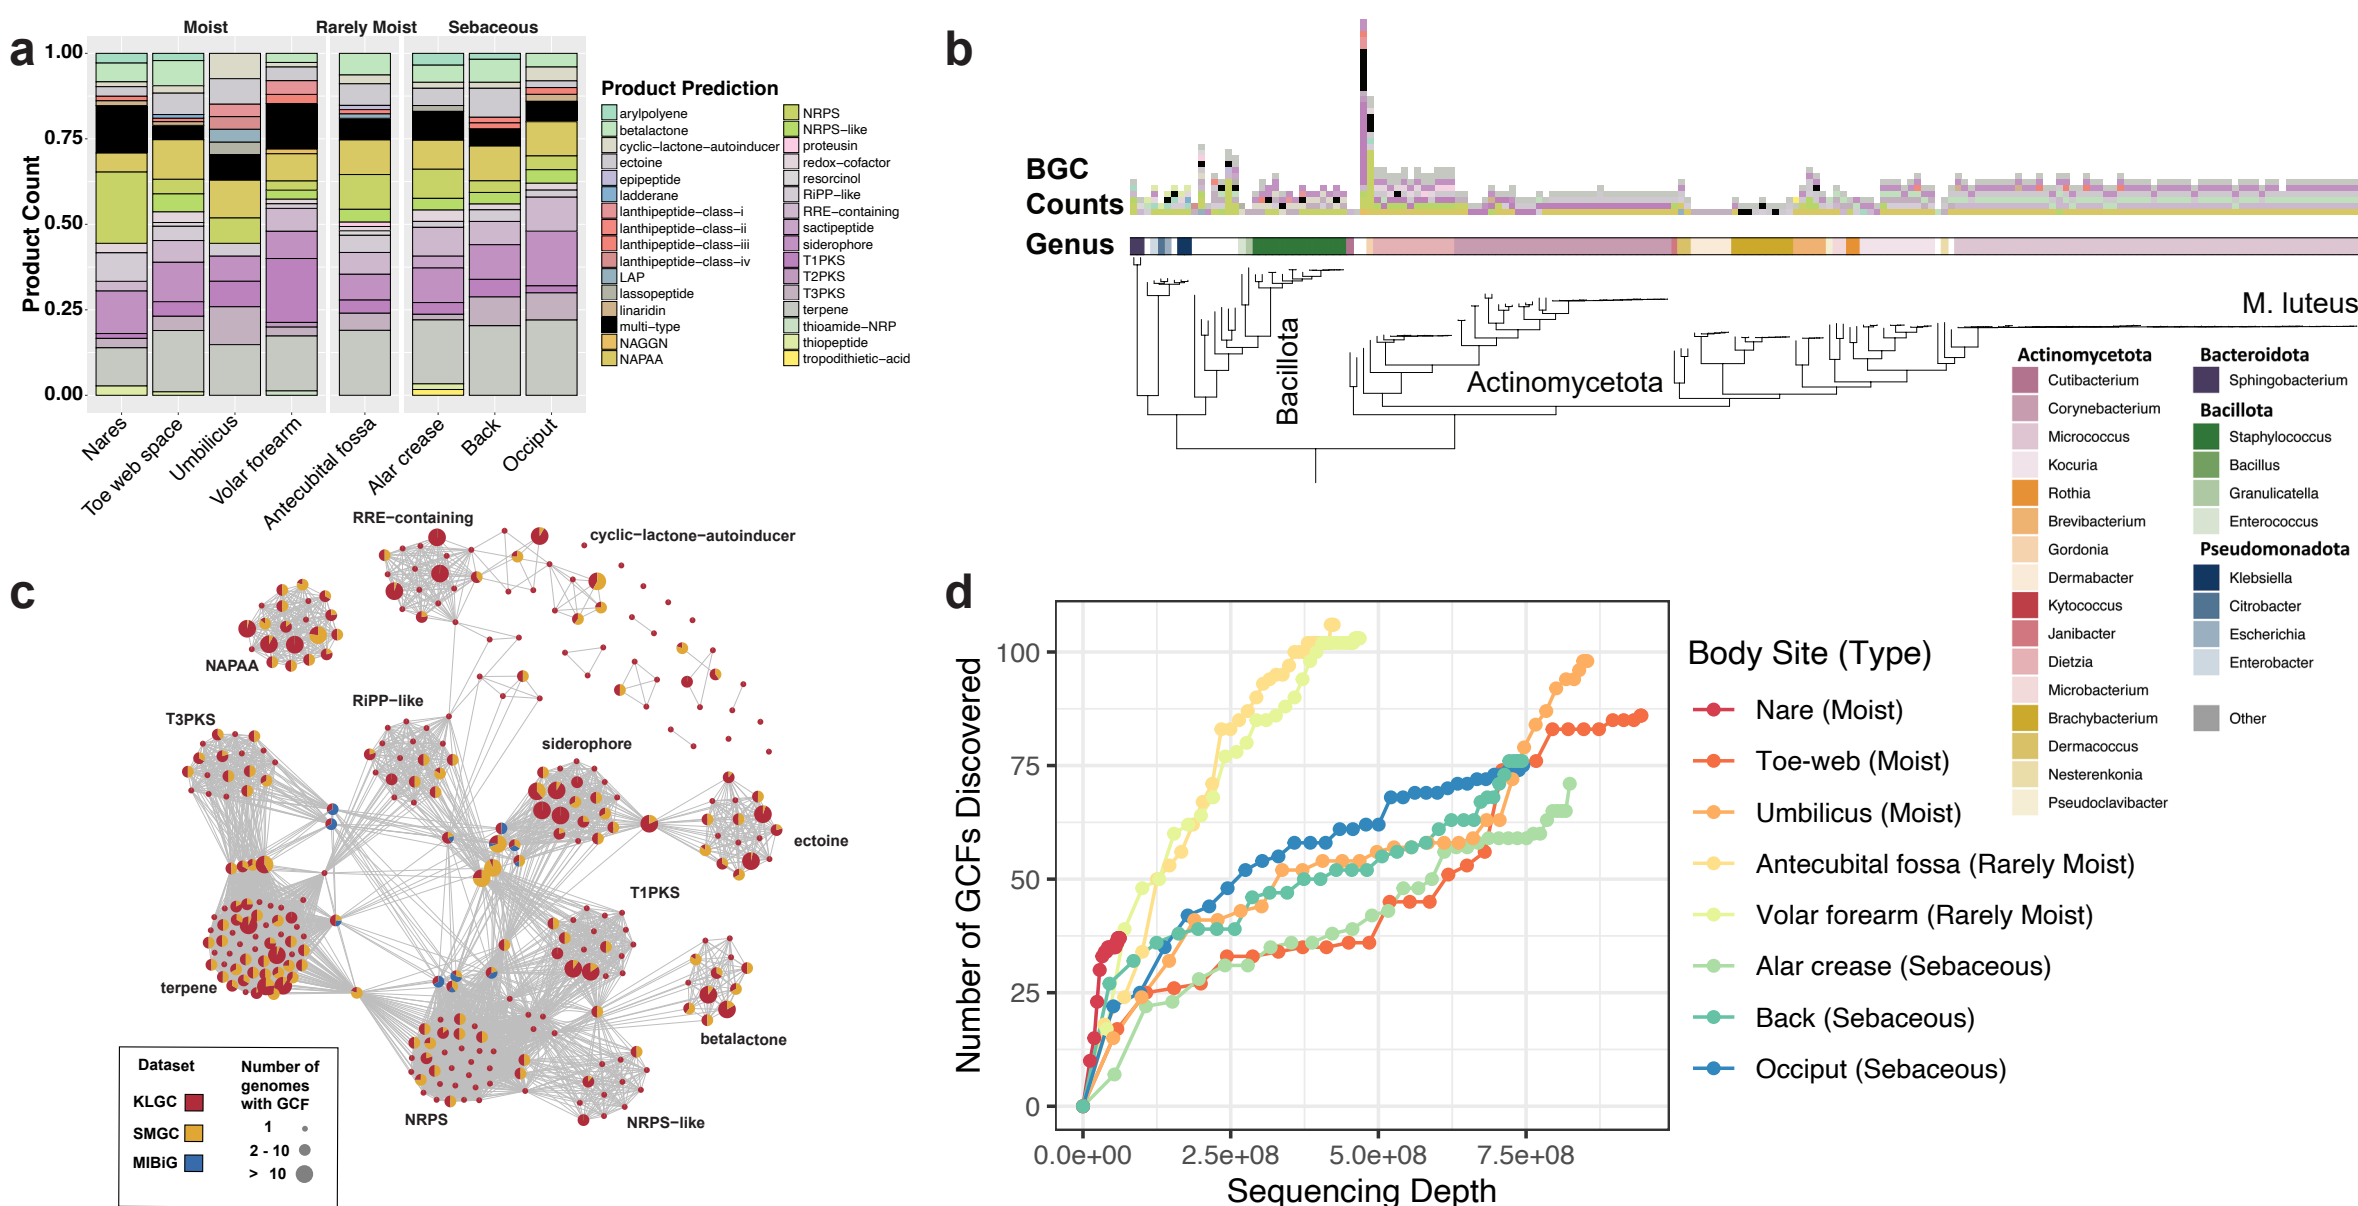 a
Moist
Rarely Moist
Sebaceous
Product Count
1.00
0.75
0.50
0.25
0.00
Nares
Toe web space
Umbilicus
Volar forearm
Antecubital fossa
Alar crease
Back
Occiput
Product Prediction
arylpolyene
betalactone
cyclic−lactone−autoinducer
ectoine
epipeptide
ladderane
lanthipeptide−class−i
lanthipeptide−class−ii
lanthipeptide−class−iii
lanthipeptide−class−iv
LAP
lassopeptide
linaridin
multi−type
NAGGN
NAPAA
NRPS
NRPS−like
proteusin
redox−cofactor
resorcinol
RiPP−like
RRE−containing
sactipeptide
siderophore
T1PKS
T2PKS
T3PKS
terpene
thioamide−NRP
thiopeptide
tropodithietic−acid
b
BGC
Counts
Genus
Bacillota
Actinomycetota
M. luteus
Actinomycetota
Cutibacterium
Corynebacterium
Micrococcus
Kocuria
Rothia
Brevibacterium
Gordonia
Dermabacter
Kytococcus
Janibacter
Dietzia
Microbacterium
Brachybacterium
Dermacoccus
Nesterenkonia
Pseudoclavibacter
Bacteroidota
Sphingobacterium
Bacillota
Staphylococcus
Bacillus
Granulicatella
Enterococcus
Pseudomonadota
Klebsiella
Citrobacter
Escherichia
Enterobacter
Other
c
RRE−containing
cyclic−lactone−autoinducer
NAPAA
RiPP−like
T3PKS
siderophore
ectoine
T1PKS
terpene
betalactone
NRPS
NRPS−like
Dataset
KLGC
SMGC
MIBiG
Number of
genomes
with GCF
1
2 - 10
> 10
d
Number of GCFs Discovered
100
75
50
25
0
0.0e+00
2.5e+08
5.0e+08
7.5e+08
Sequencing Depth
Body Site (Type)
Nare (Moist)
Toe-web (Moist)
Umbilicus (Moist)
Antecubital fossa (Rarely Moist)
Volar forearm (Rarely Moist)
Alar crease (Sebaceous)
Back (Sebaceous)
Occiput (Sebaceous)